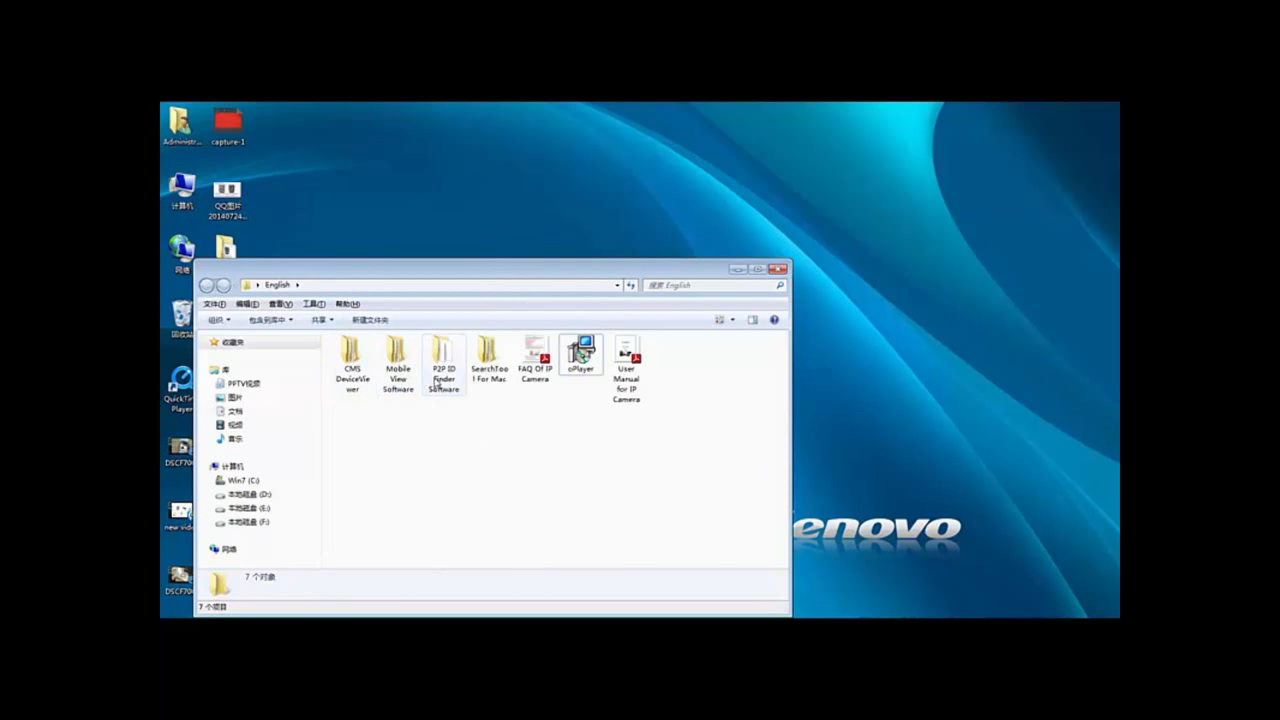 Administr...
capture-1
计算机
QQ图片
20140724...
网络
回收站
QuickTim
Player
DSCF70
new vide
DSCF70
English
搜索 English
文件(F) 编辑(E) 查看(V) 工具(T) 帮助(H)
组织 包含到库中 共享 新建文件夹
收藏夹
库
PPTV视频
图片
文档
视频
音乐
计算机
Win7 (C:)
本地磁盘 (D:)
本地磁盘 (E:)
本地磁盘 (F:)
网络
CMS
DeviceVie
wer
Mobile
View
Software
P2P ID
Finder
Software
SearchToo
l For Mac
FAQ Of IP
Camera
oPlayer
User
Manual
for IP
Camera
7 个对象
7 个项目
enovo